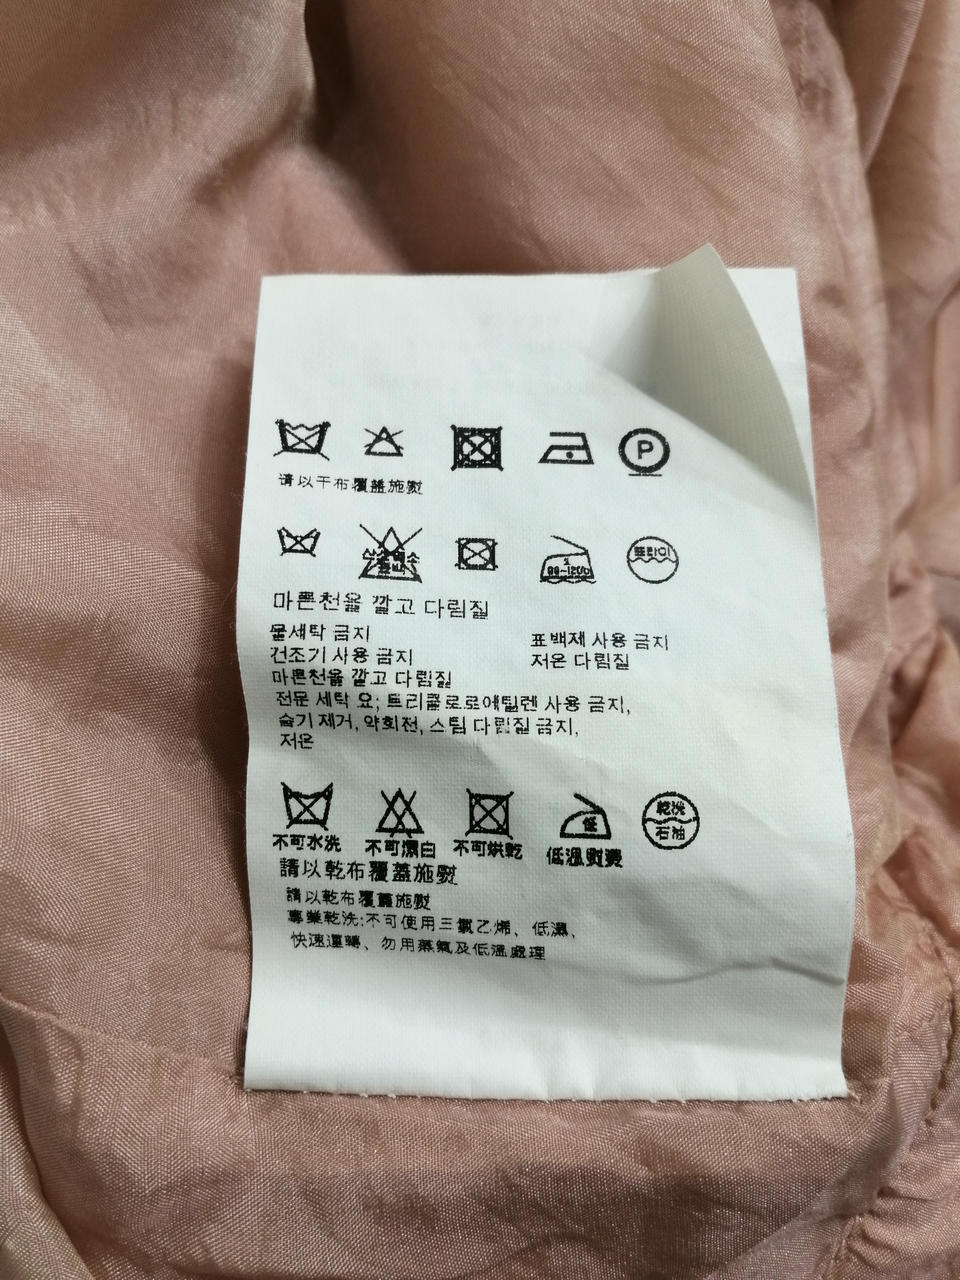 P
请以干布覆蓋施熨
드라이
80~120℃
마른천을 깔고 다림질
물세탁 금지
표백제 사용 금지
건조기 사용 금지
저온 다림질
마른천을 깔고 다림질
전문 세탁 요; 트리클로로에틸렌 사용 금지,
습기 제거, 약회전, 스팀 다림질 금지,
저온
低
乾洗
石油
不可水洗 不可漂白 不可烘乾 低溫熨燙
請以乾布覆蓋施熨
請以乾布覆蓋施熨
專業乾洗:不可使用三氯乙烯、低濕、
快速運轉、勿用蒸氣及低溫處理